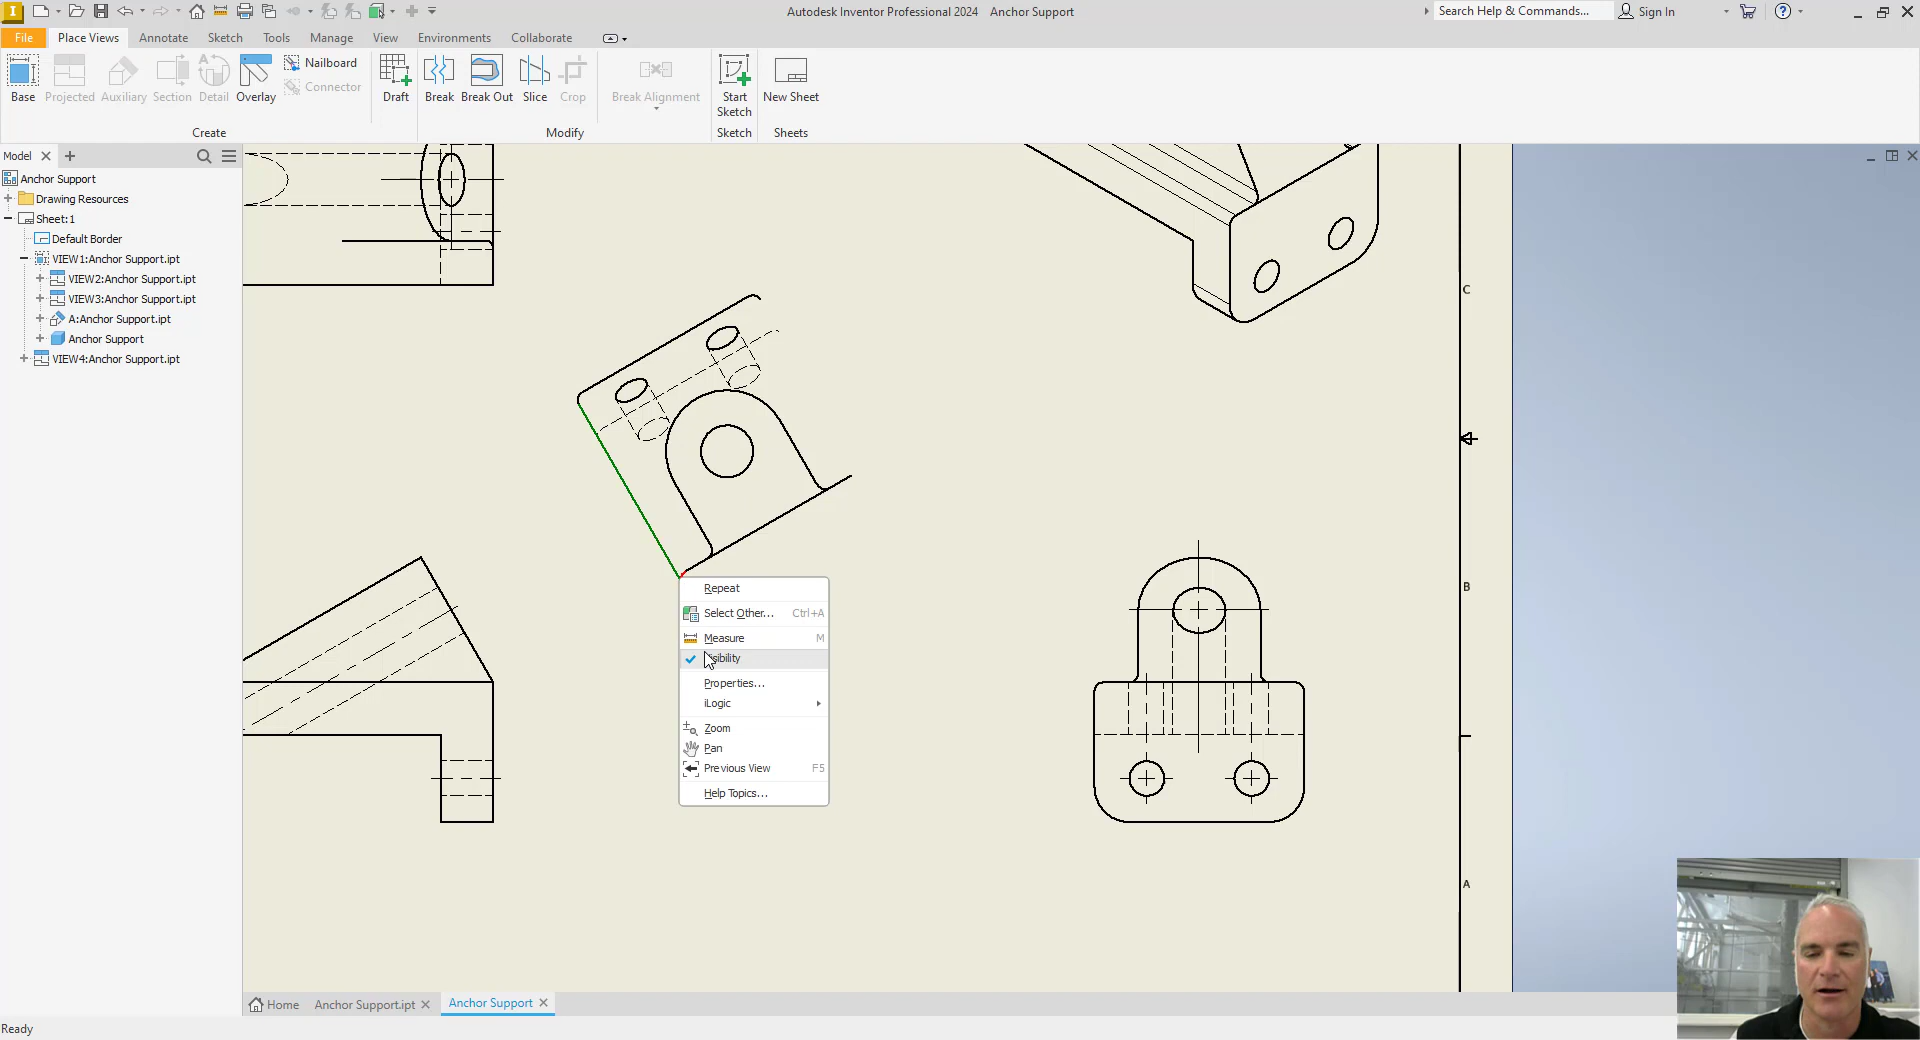 Autodesk Inventor Professional 2024 Anchor Support
Search Help & Commands...
Sign In
File
Place Views
Annotate
Sketch
Tools
Manage
View
Environments
Collaborate
Base
Projected
Auxiliary
Section
Detail
Overlay
Nailboard
Connector
Draft
Break
Break Out
Slice
Crop
Break Alignment
Start
Sketch
New Sheet
Create
Modify
Sketch
Sheets
Model
Anchor Support
Drawing Resources
Sheet:1
Default Border
VIEW1:Anchor Support.ipt
VIEW2:Anchor Support.ipt
VIEW3:Anchor Support.ipt
A:Anchor Support.ipt
Anchor Support
VIEW4:Anchor Support.ipt
C
B
A
Repeat
Select Other... Ctrl+A
Measure M
Properties...
iLogic
Zoom
Pan
Previous View F5
Help Topics...
Home
Anchor Support.ipt
Anchor Support
Ready